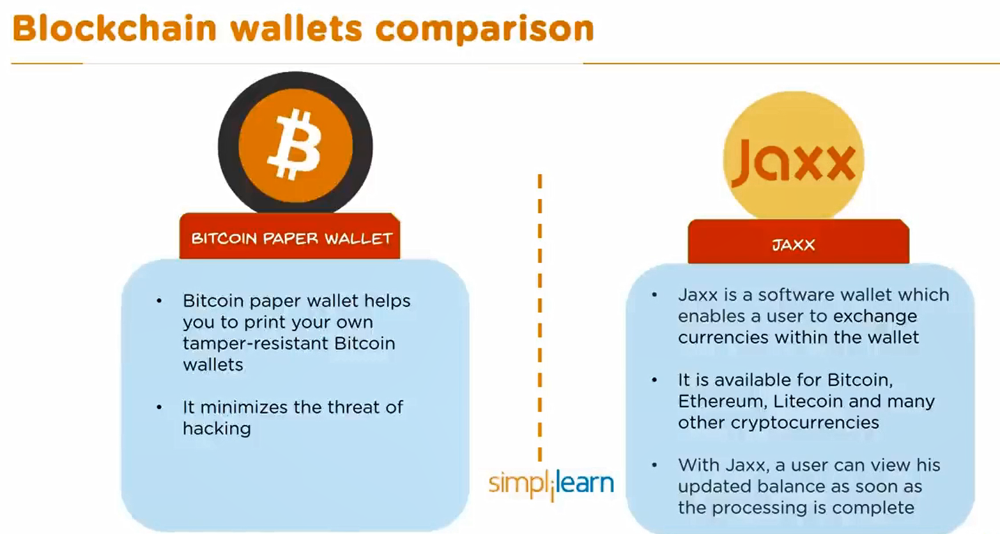 Blockchain wallets comparison
Jaxx
BITCOIN PAPER WALLET
• Bitcoin paper wallet helps
you to print your own
tamper-resistant Bitcoin
wallets
• It minimizes the threat of
hacking
JAXX
• Jaxx is a software wallet which
enables a user to exchange
currencies within the wallet
• It is available for Bitcoin,
Ethereum, Litecoin and many
other cryptocurrencies
• With Jaxx, a user can view his
updated balance as soon as
the processing is complete
simplilearn